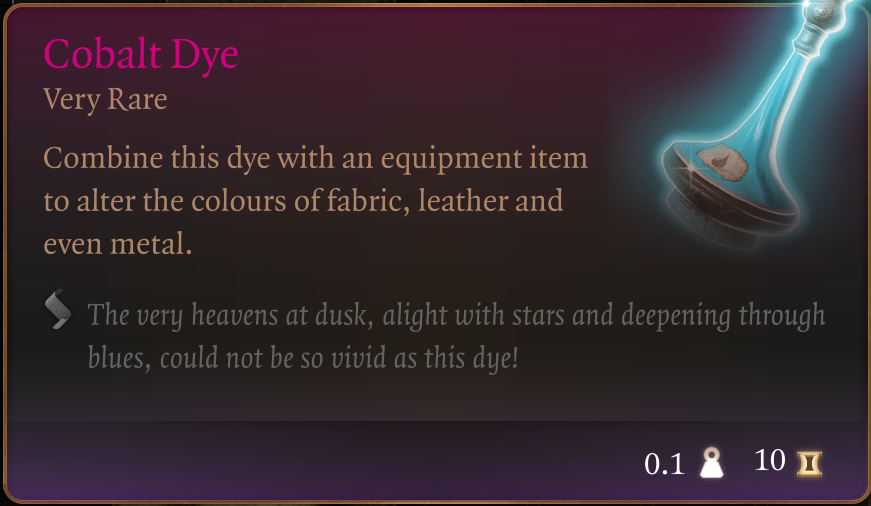 Cobalt Dye
Very Rare
Combine this dye with an equipment item
to alter the colours of fabric, leather and
even metal.
The very heavens at dusk, alight with stars and deepening through
blues, could not be so vivid as this dye!
0.1 10